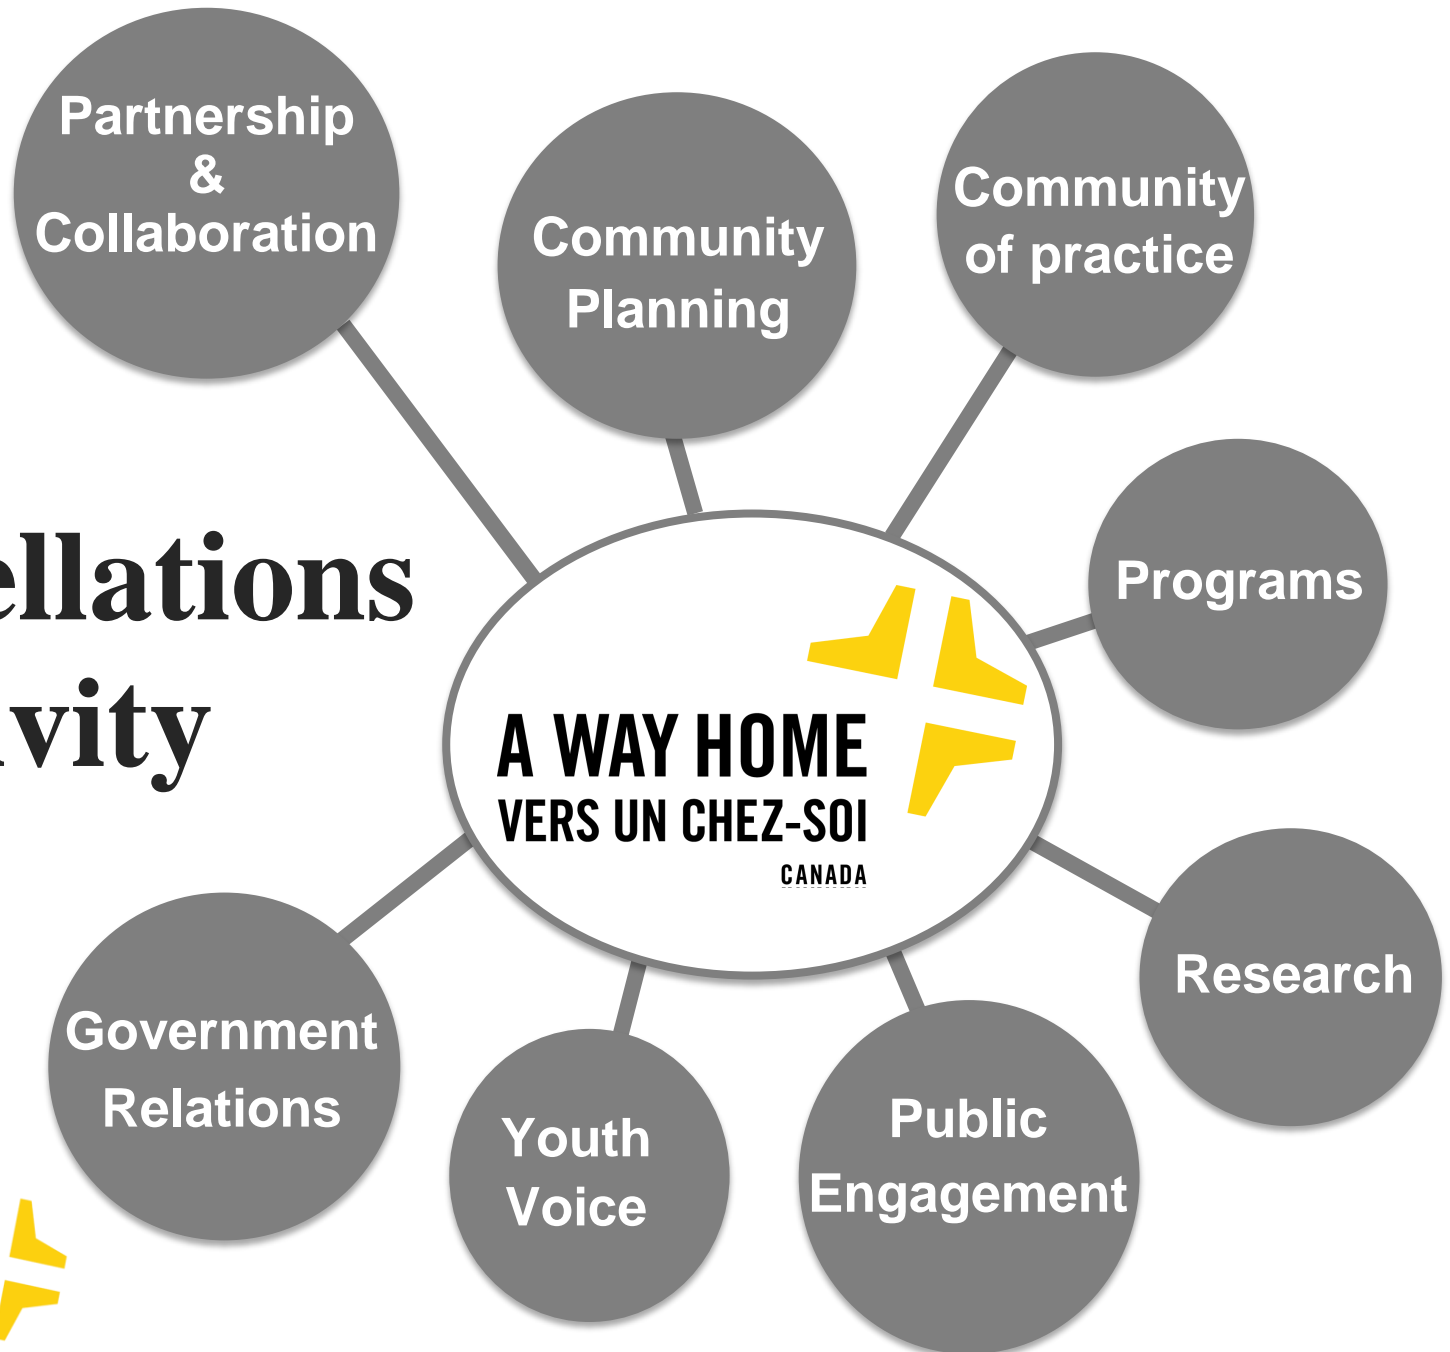 Partnership
&
Collaboration
Community
Planning
Community
of practice
ellations
ivity
Programs
A WAY HOME
VERS UN CHEZ-SOI
CANADA
Research
Government
Relations
Youth
Voice
Public
Engagement